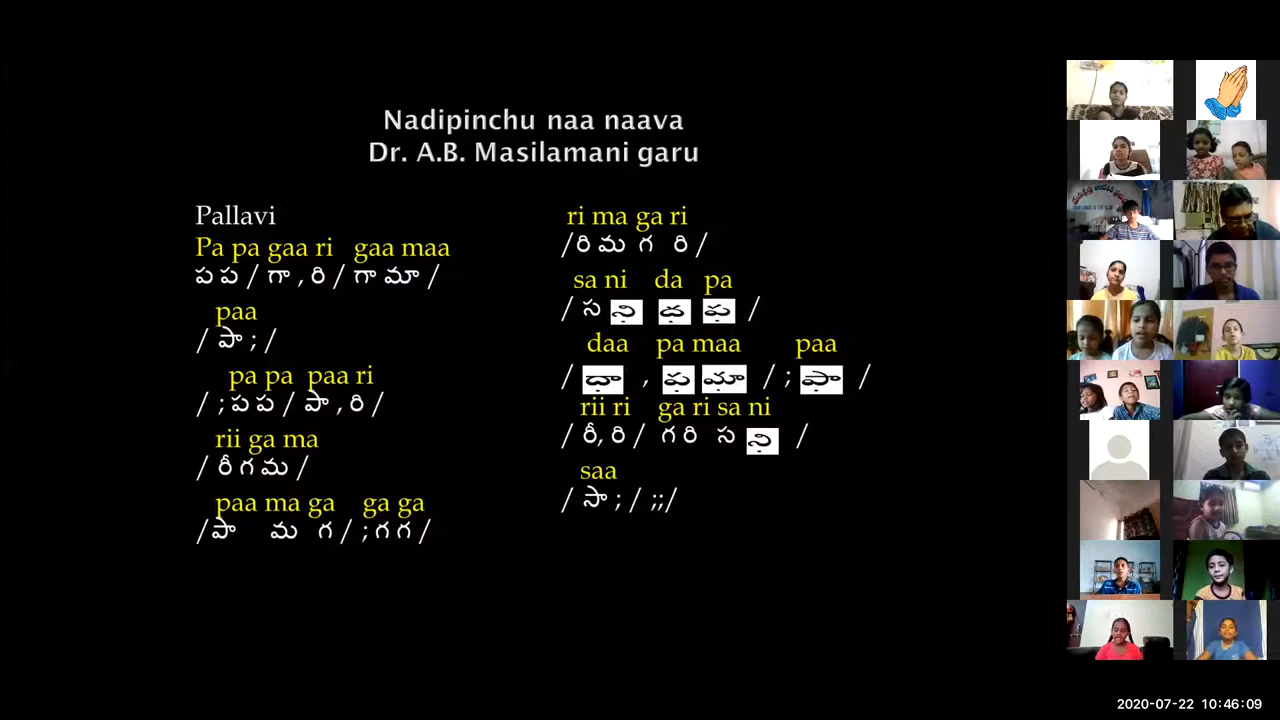 Nadipinchu naa naava
Dr. A.B. Masilamani garu
Pallavi
Pa pa gaa ri gaa maa
ప ప / గా , రి / గా మా /
paa
/ పా ; /
pa pa paa ri
/ ; ప ప / పా , రి /
rii ga ma
/ రీ గ మ /
paa ma ga ga ga
/ పా మ గ / ; గ గ /
ri ma ga ri
/ రి మ గ రి /
sa ni da pa
/ స ని ధ ప /
daa pa maa paa
/ ధా , ప మా / ; పా /
rii ri ga ri sa ni
/ రీ, రి / గ రి స ని /
saa
/ సా ; / ;;/
2020-07-22 10:46:09